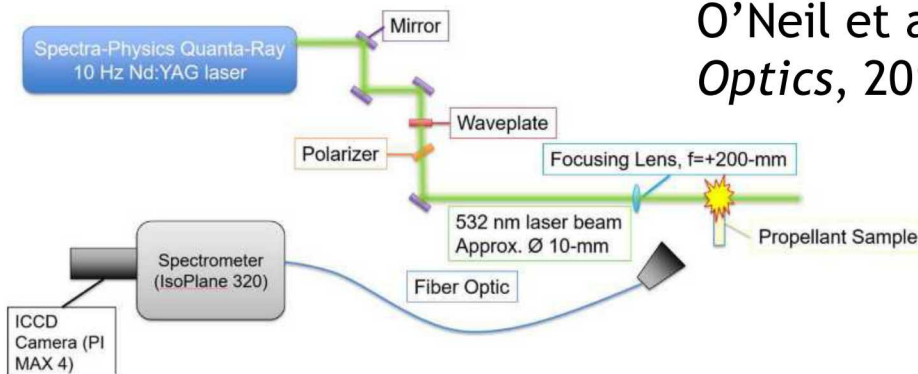 O’Neil et a
Optics, 20
Spectra-Physics Quanta-Ray
10 Hz Nd:YAG laser
Mirror
Waveplate
Polarizer
Focusing Lens, f=+200-mm
532 nm laser beam
Approx. Ø 10-mm
Propellant Sample
Spectrometer
(IsoPlane 320)
Fiber Optic
ICCD
Camera (PI
MAX 4)